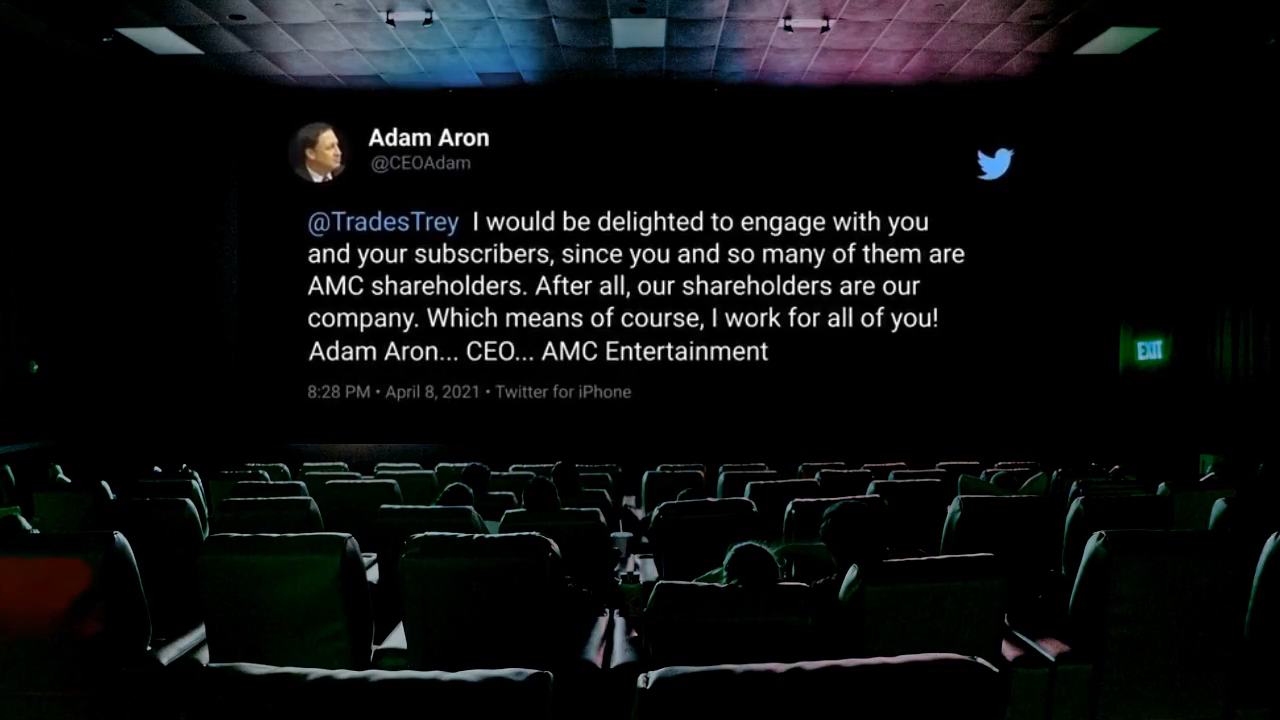 Adam Aron
@CEOAdam
@TradesTrey I would be delighted to engage with you
and your subscribers, since you and so many of them are
AMC shareholders. After all, our shareholders are our
company. Which means of course, I work for all of you!
Adam Aron... CEO... AMC Entertainment
8:28 PM • April 8, 2021 • Twitter for iPhone
EXIT